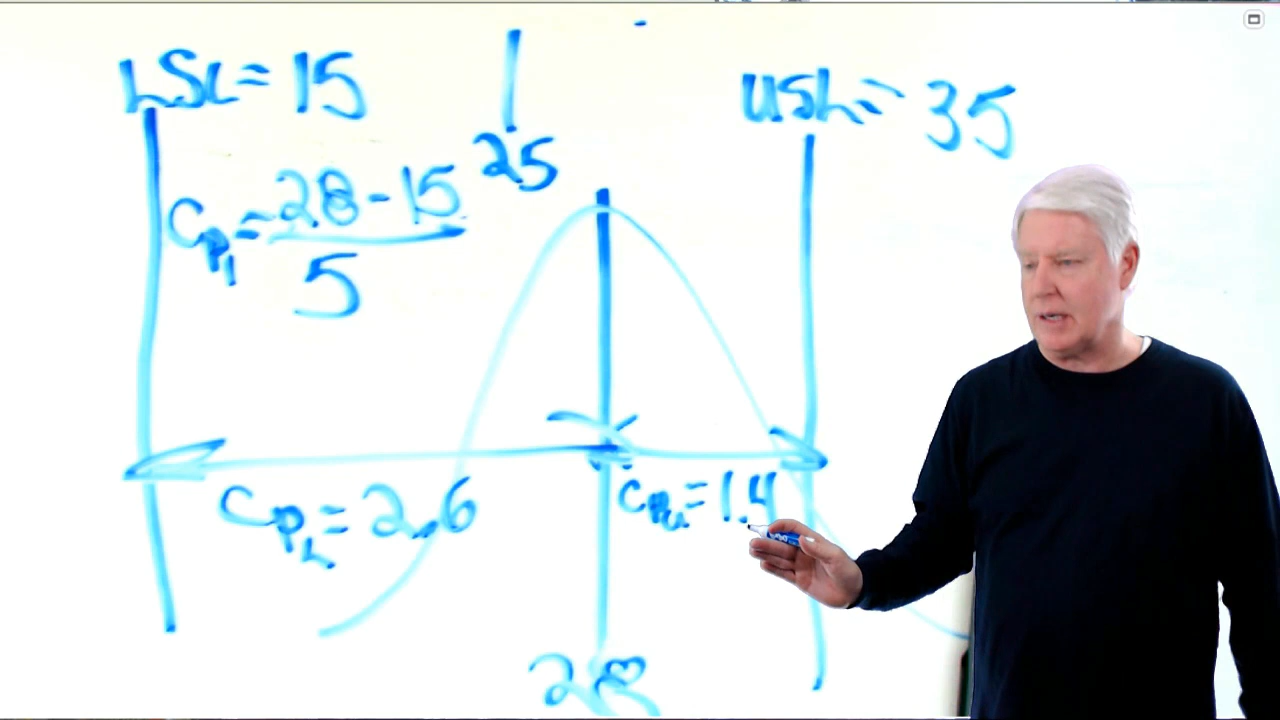 LSL = 15
USL = 35
25
CpL = 28 - 15
5
CpL = 2.6
Cpu = 1.4
28